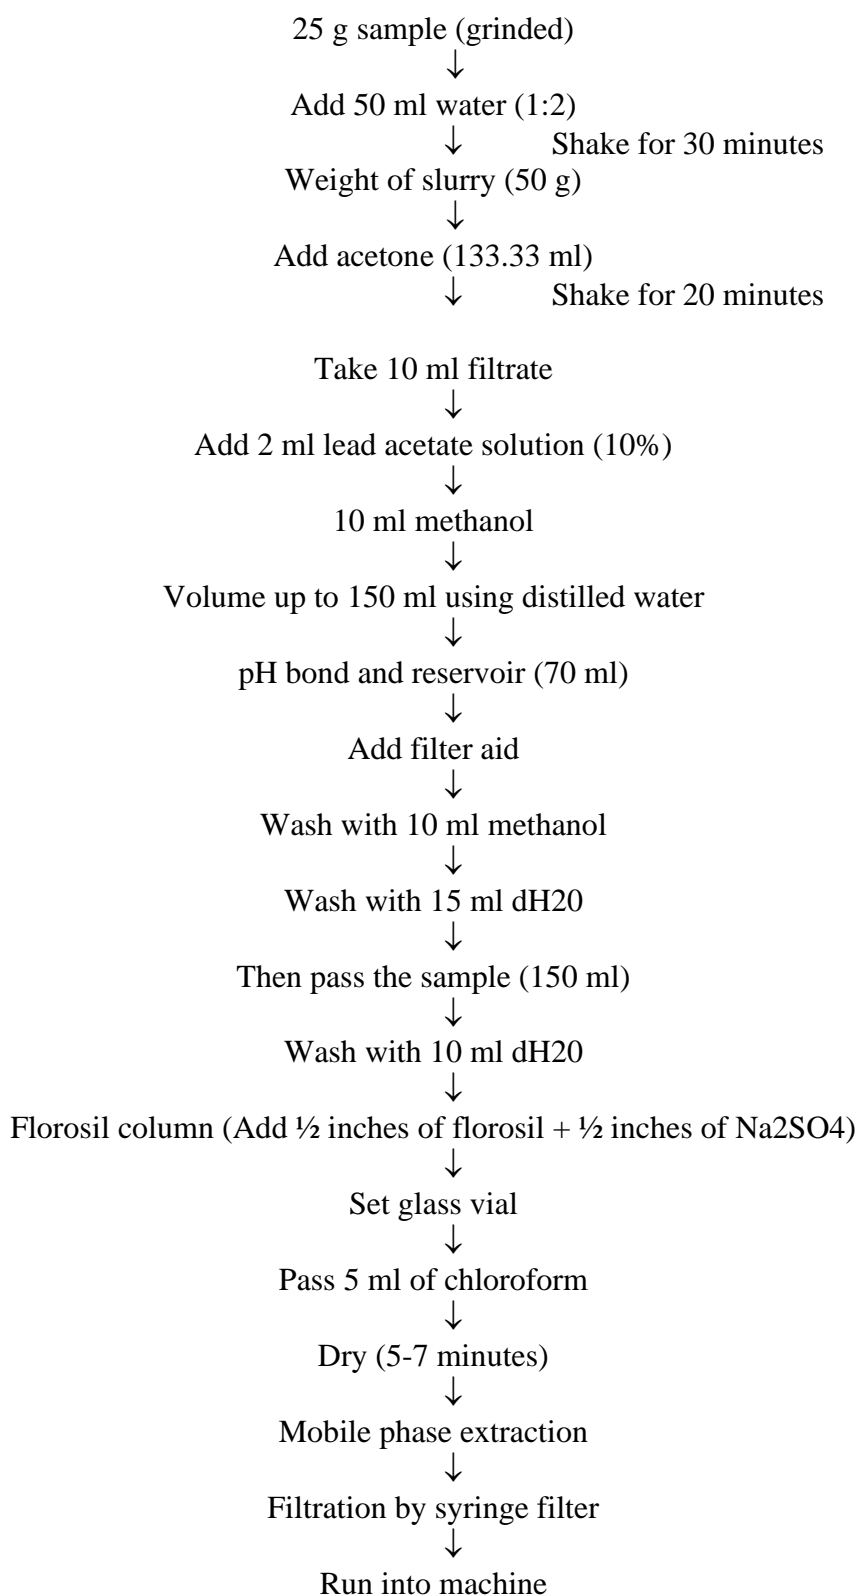 25 g sample (grinded)
↓
Add 50 ml water (1:2)
↓ Shake for 30 minutes
Weight of slurry (50 g)
↓
Add acetone (133.33 ml)
↓ Shake for 20 minutes
Take 10 ml filtrate
↓
Add 2 ml lead acetate solution (10%)
↓
10 ml methanol
↓
Volume up to 150 ml using distilled water
↓
pH bond and reservoir (70 ml)
↓
Add filter aid
↓
Wash with 10 ml methanol
↓
Wash with 15 ml dH20
↓
Then pass the sample (150 ml)
↓
Wash with 10 ml dH20
↓
Florosil column (Add ½ inches of florosil + ½ inches of Na2SO4)
↓
Set glass vial
↓
Pass 5 ml of chloroform
↓
Dry (5-7 minutes)
↓
Mobile phase extraction
↓
Filtration by syringe filter
↓
Run into machine